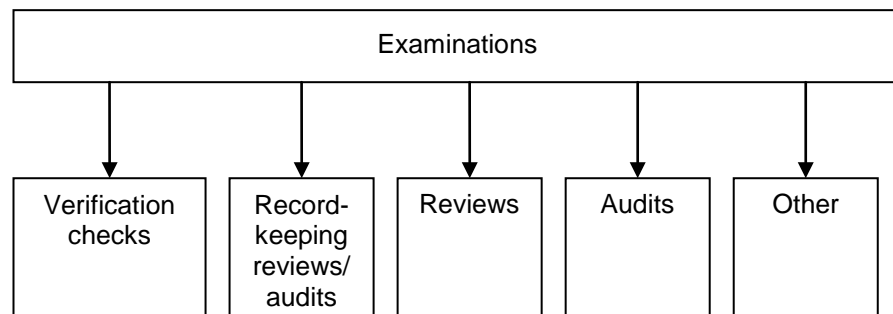 Examinations
Verification
checks
Record-
keeping
reviews/
audits
Reviews
Audits
Other